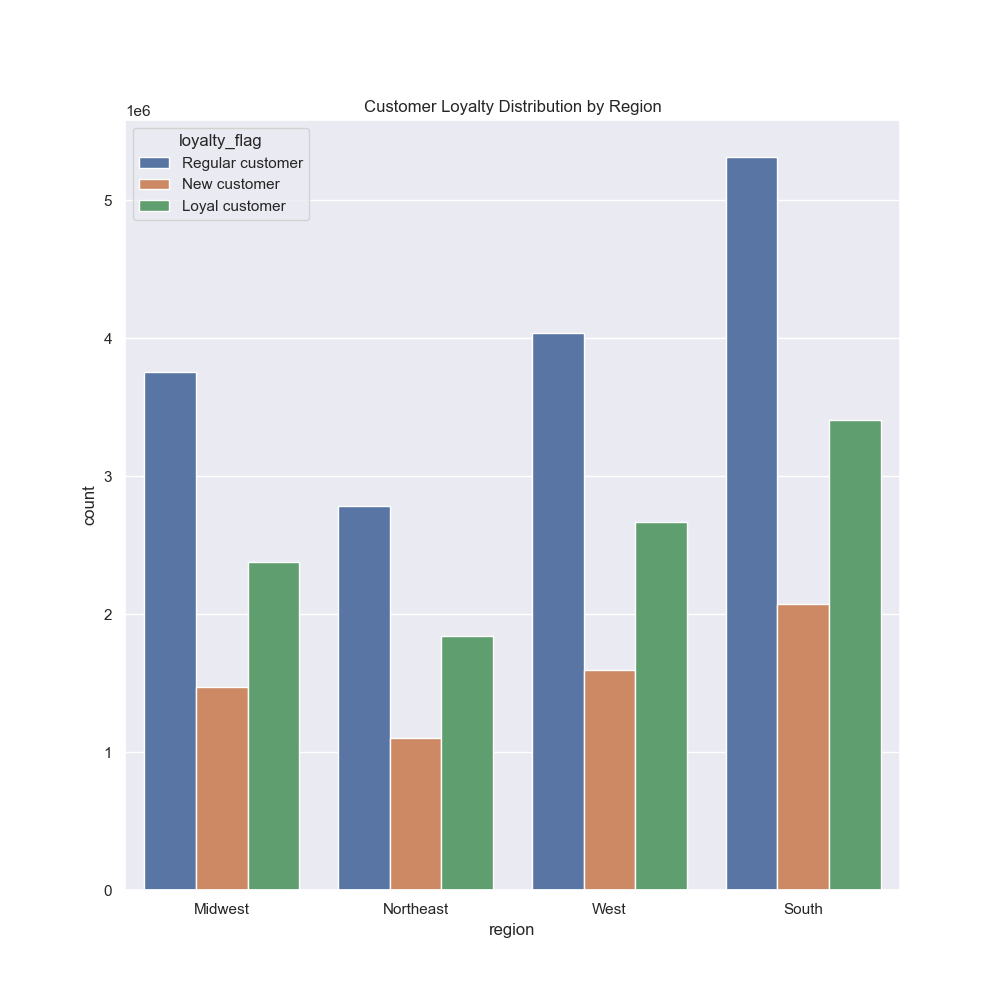 Customer Loyalty Distribution by Region
1e6
loyalty_flag
Regular customer
New customer
Loyal customer
5
4
3
2
1
0
count
Midwest Northeast West South
region